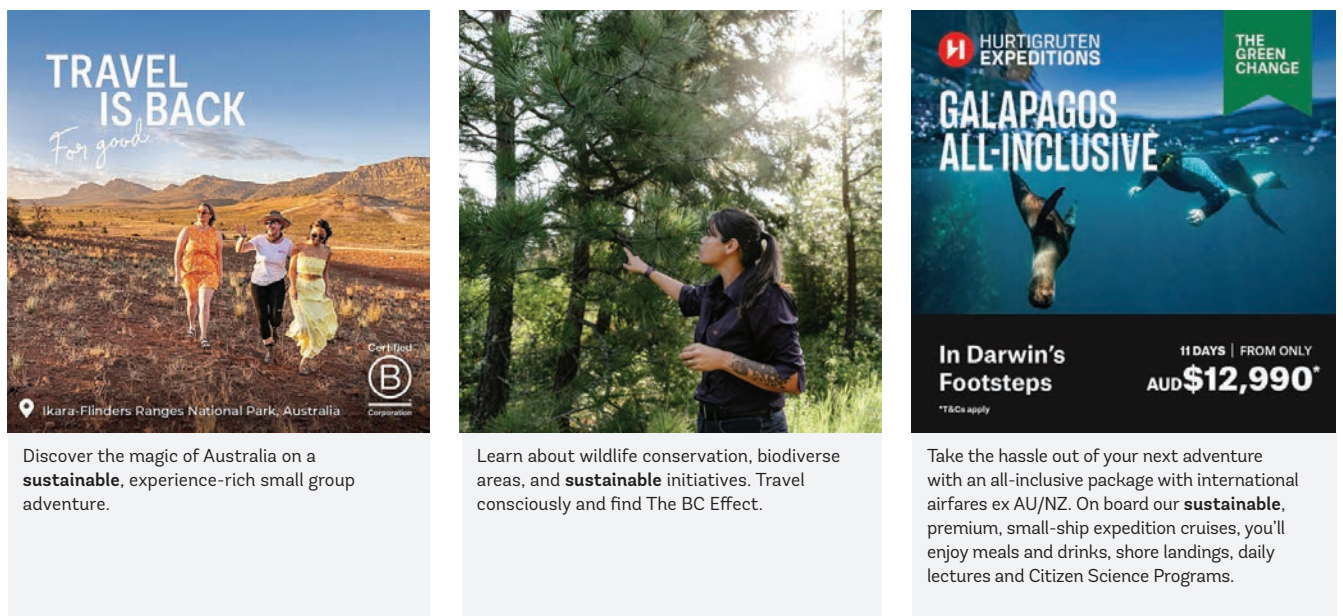 TRAVEL
IS BACK
For good
Certified
B
Corporation
Ikara-Flinders Ranges National Park, Australia
Discover the magic of Australia on a
sustainable, experience-rich small group
adventure.
Learn about wildlife conservation, biodiverse
areas, and sustainable initiatives. Travel
consciously and find The BC Effect.
H
HURTIGRUTEN
EXPEDITIONS
THE
GREEN
CHANGE
GALAPAGOS
ALL-INCLUSIVE
In Darwin's
Footsteps
*T&Cs apply
11 DAYS | FROM ONLY
AUD$12,990*
Take the hassle out of your next adventure
with an all-inclusive package with international
airfares ex AU/NZ. On board our sustainable,
premium, small-ship expedition cruises, you'll
enjoy meals and drinks, shore landings, daily
lectures and Citizen Science Programs.